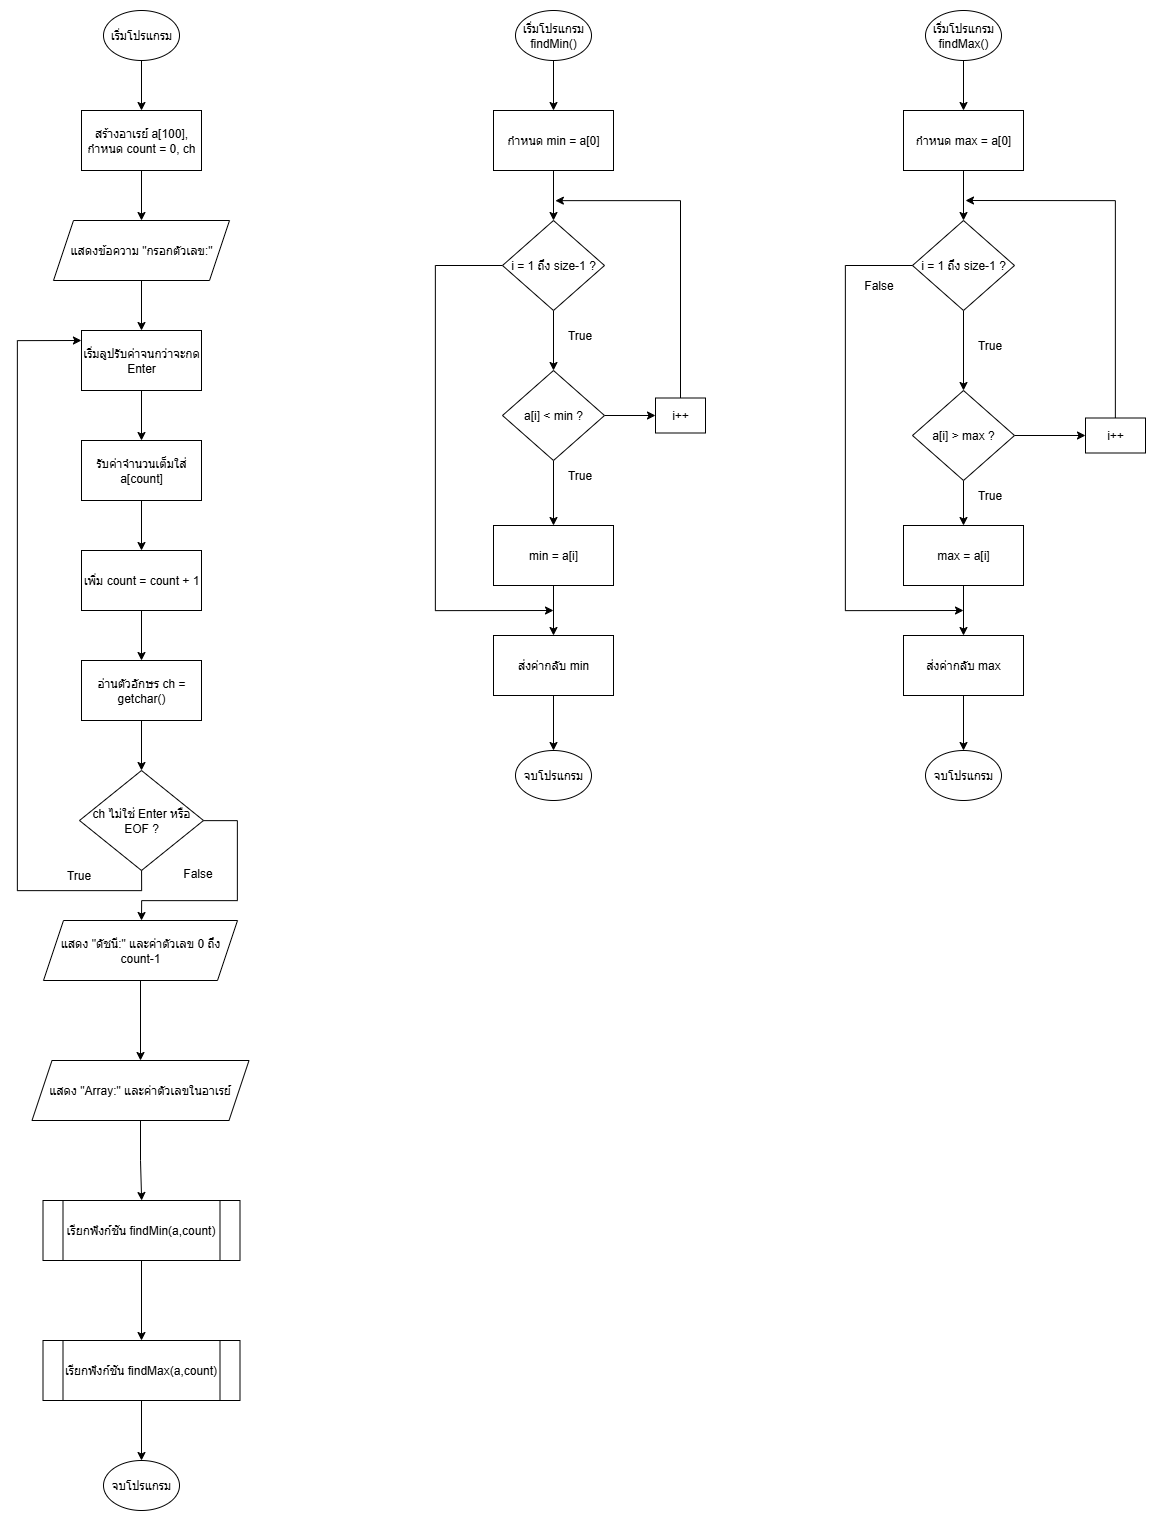 เริ่มโปรแกรม
สร้างอาเรย์ a[100],
กำหนด count = 0, ch
แสดงข้อความ "กรอกตัวเลข:"
เริ่มลูปรับค่าจนกว่าจะกด
Enter
รับค่าจำนวนเต็มใส่
a[count]
เพิ่ม count = count + 1
อ่านตัวอักษร ch =
getchar()
ch ไม่ใช่ Enter หรือ
EOF ?
True
False
แสดง "ดัชนี:" และค่าตัวเลข 0 ถึง
count-1
แสดง "Array:" และค่าตัวเลขในอาเรย์
เรียกฟังก์ชัน findMin(a,count)
เรียกฟังก์ชัน findMax(a,count)
จบโปรแกรม
เริ่มโปรแกรม
findMin()
กำหนด min = a[0]
i = 1 ถึง size-1 ?
True
a[i] < min ?
i++
True
min = a[i]
ส่งค่ากลับ min
จบโปรแกรม
เริ่มโปรแกรม
findMax()
กำหนด max = a[0]
i = 1 ถึง size-1 ?
False
True
a[i] > max ?
i++
True
max = a[i]
ส่งค่ากลับ max
จบโปรแกรม